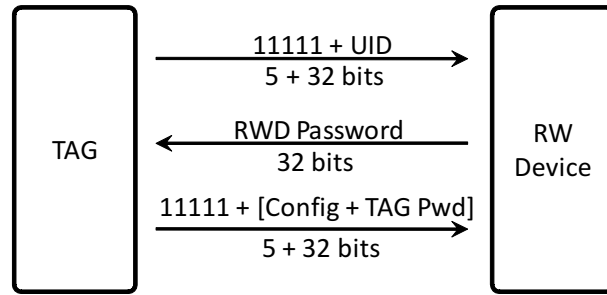 11111 + UID
5 + 32 bits
TAG
RWD Password
32 bits
RW
Device
11111 + [Config + TAG Pwd]
5 + 32 bits